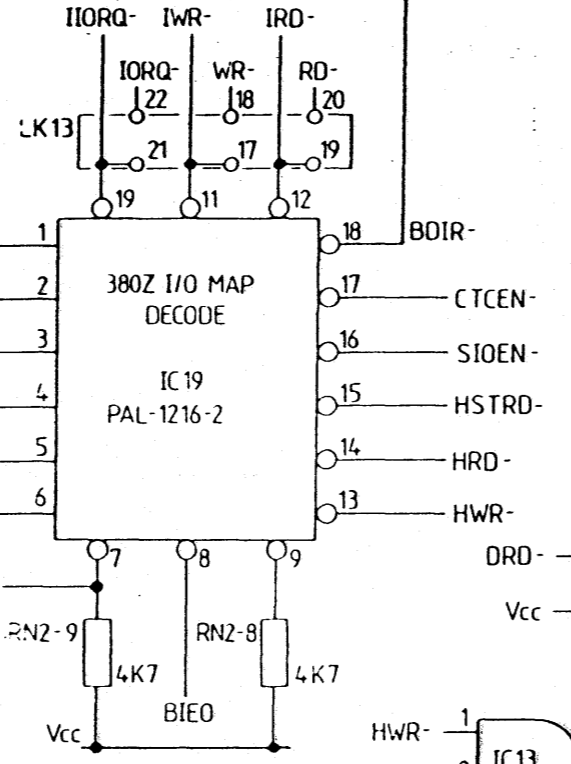 IIORQ- IWR- IRD-
IORQ- WR- RD-
22 18 20
LK13
21 17 19
19 11 12
1 18 BDIR-
380Z I/O MAP
DECODE
2 17 CTCEN-
3 16 SIOEN-
IC19
PAL-1216-2
4 15 HSTRD-
5 14 HRD-
6 13 HWR-
7 8 9
DRD-
Vcc
RN2-9 RN2-8
4K7 4K7
BIEO
Vcc
HWR- 1
IC13